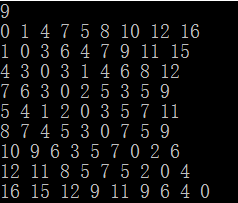 9
0 1 4 7 5 8 10 12 16
1 0 3 6 4 7 9 11 15
4 3 0 3 1 4 6 8 12
7 6 3 0 2 5 3 5 9
5 4 1 2 0 3 5 7 11
8 7 4 5 3 0 7 5 9
10 9 6 3 5 7 0 2 6
12 11 8 5 7 5 2 0 4
16 15 12 9 11 9 6 4 0